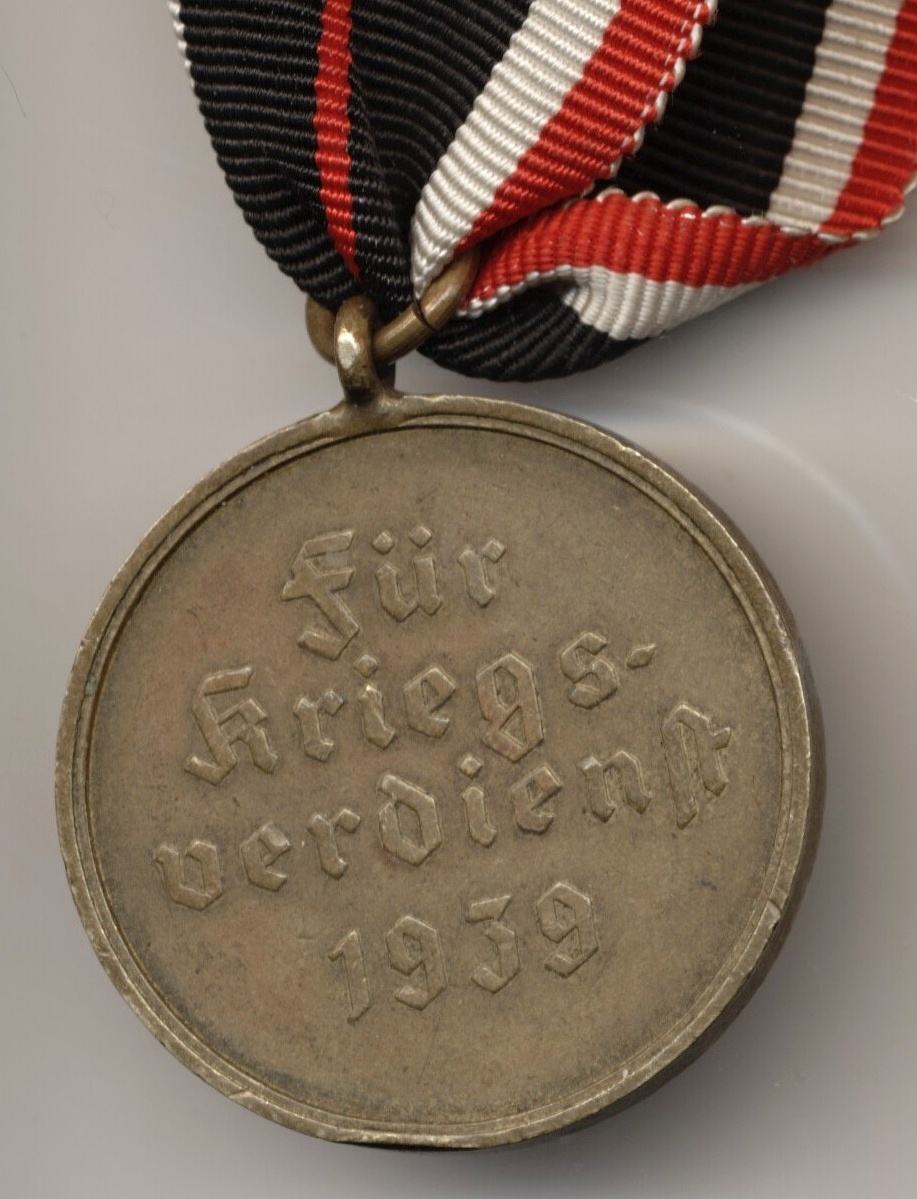 Für
Kriegs-
verdienst
1939